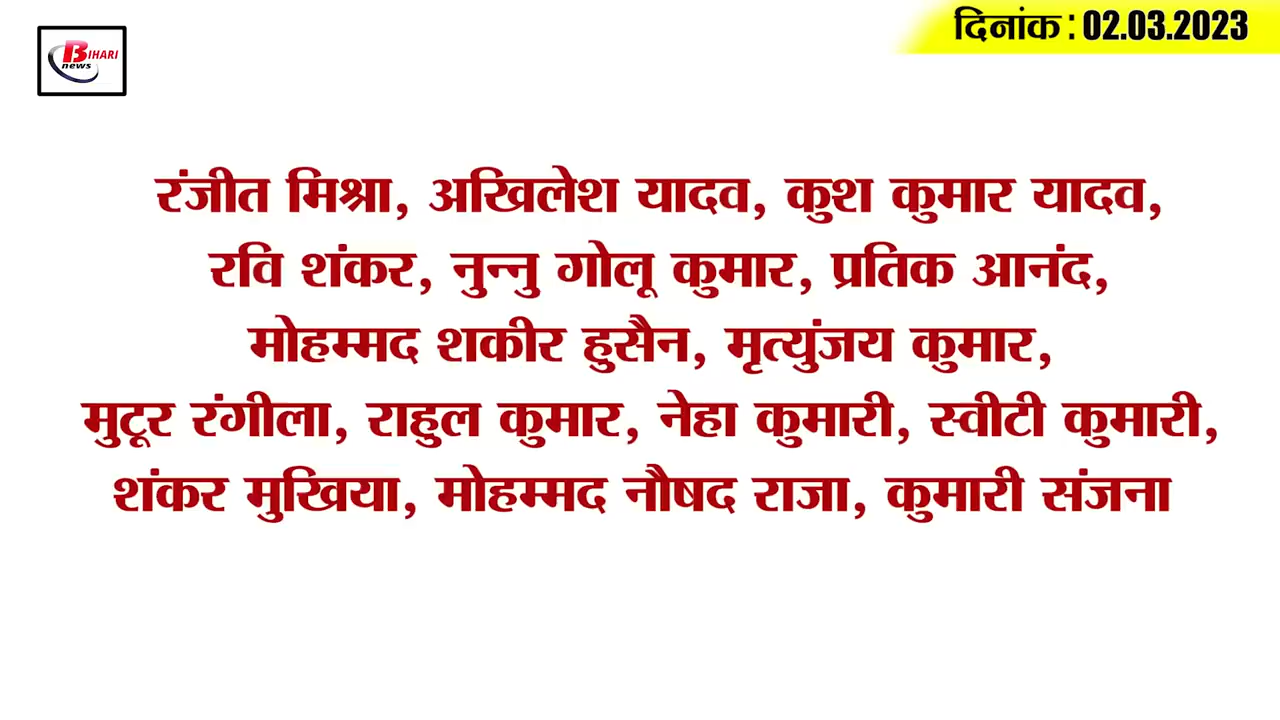 BIHARI
news
दिनांक : 02.03.2023
रंजीत मिश्रा, अखिलेश यादव, कुश कुमार यादव,
रवि शंकर, नुन्नु गोलू कुमार, प्रतिक आनंद,
मोहम्मद शकीर हुसैन, मृत्युंजय कुमार,
मुटूर रंगीला, राहुल कुमार, नेहा कुमारी, स्वीटी कुमारी,
शंकर मुखिया, मोहम्मद नौषद राजा, कुमारी संजना